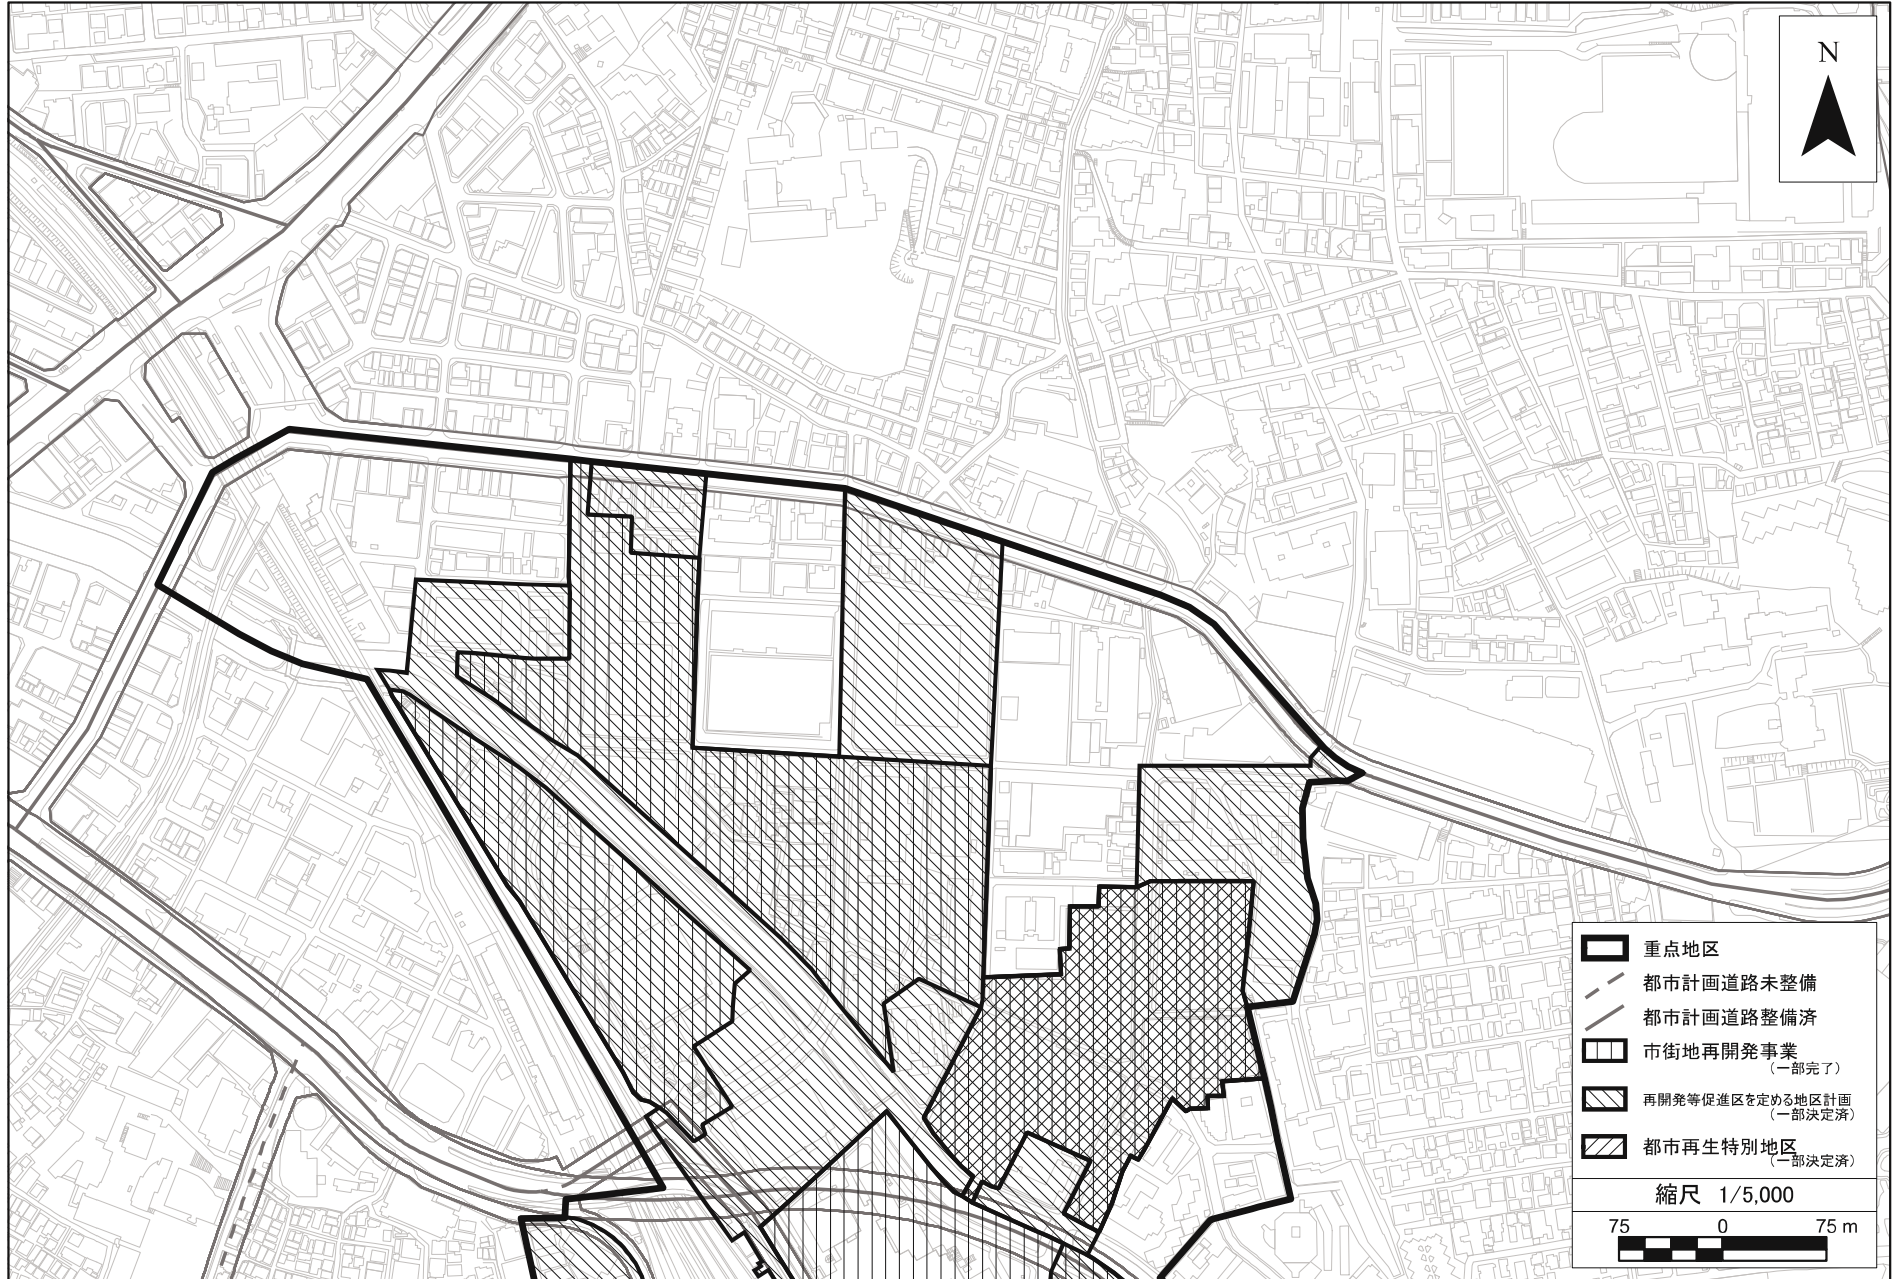 N
重点地区
都市計画道路未整備
都市計画道路整備済
市街地再開発事業
(一部完了)
再開発等促進区を定める地区計画
(一部決定済)
都市再生特別地区
(一部決定済)
縮尺 1/5,000
75 0 75 m